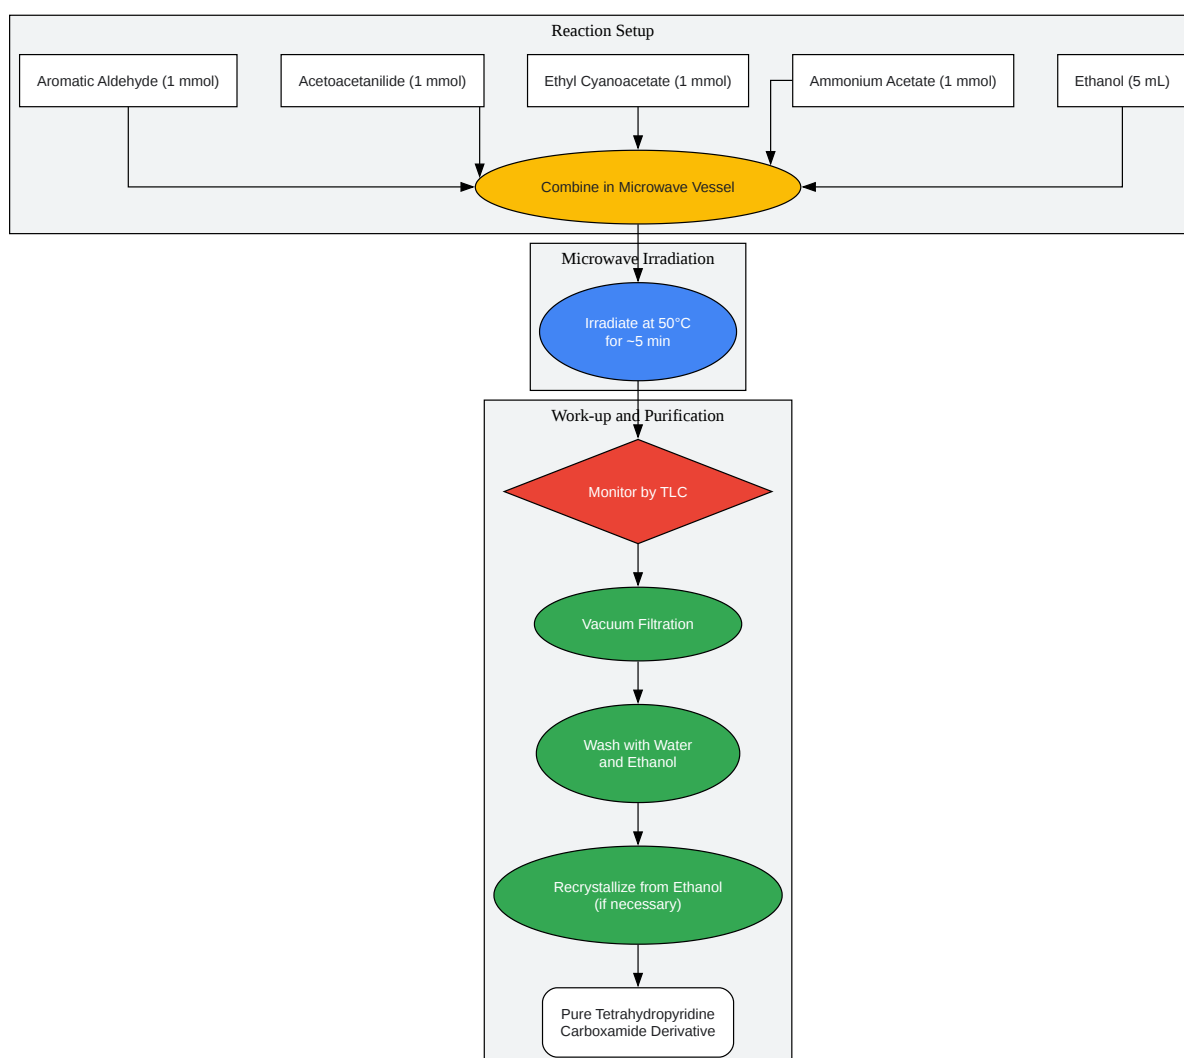 Reaction Setup
Aromatic Aldehyde (1 mmol)
Acetoacetanilide (1 mmol)
Ethyl Cyanoacetate (1 mmol)
Ammonium Acetate (1 mmol)
Ethanol (5 mL)
Combine in Microwave Vessel
Microwave Irradiation
Irradiate at 50°C
for ~5 min
Work-up and Purification
Monitor by TLC
Vacuum Filtration
Wash with Water
and Ethanol
Recrystallize from Ethanol
(if necessary)
Pure Tetrahydropyridine
Carboxamide Derivative